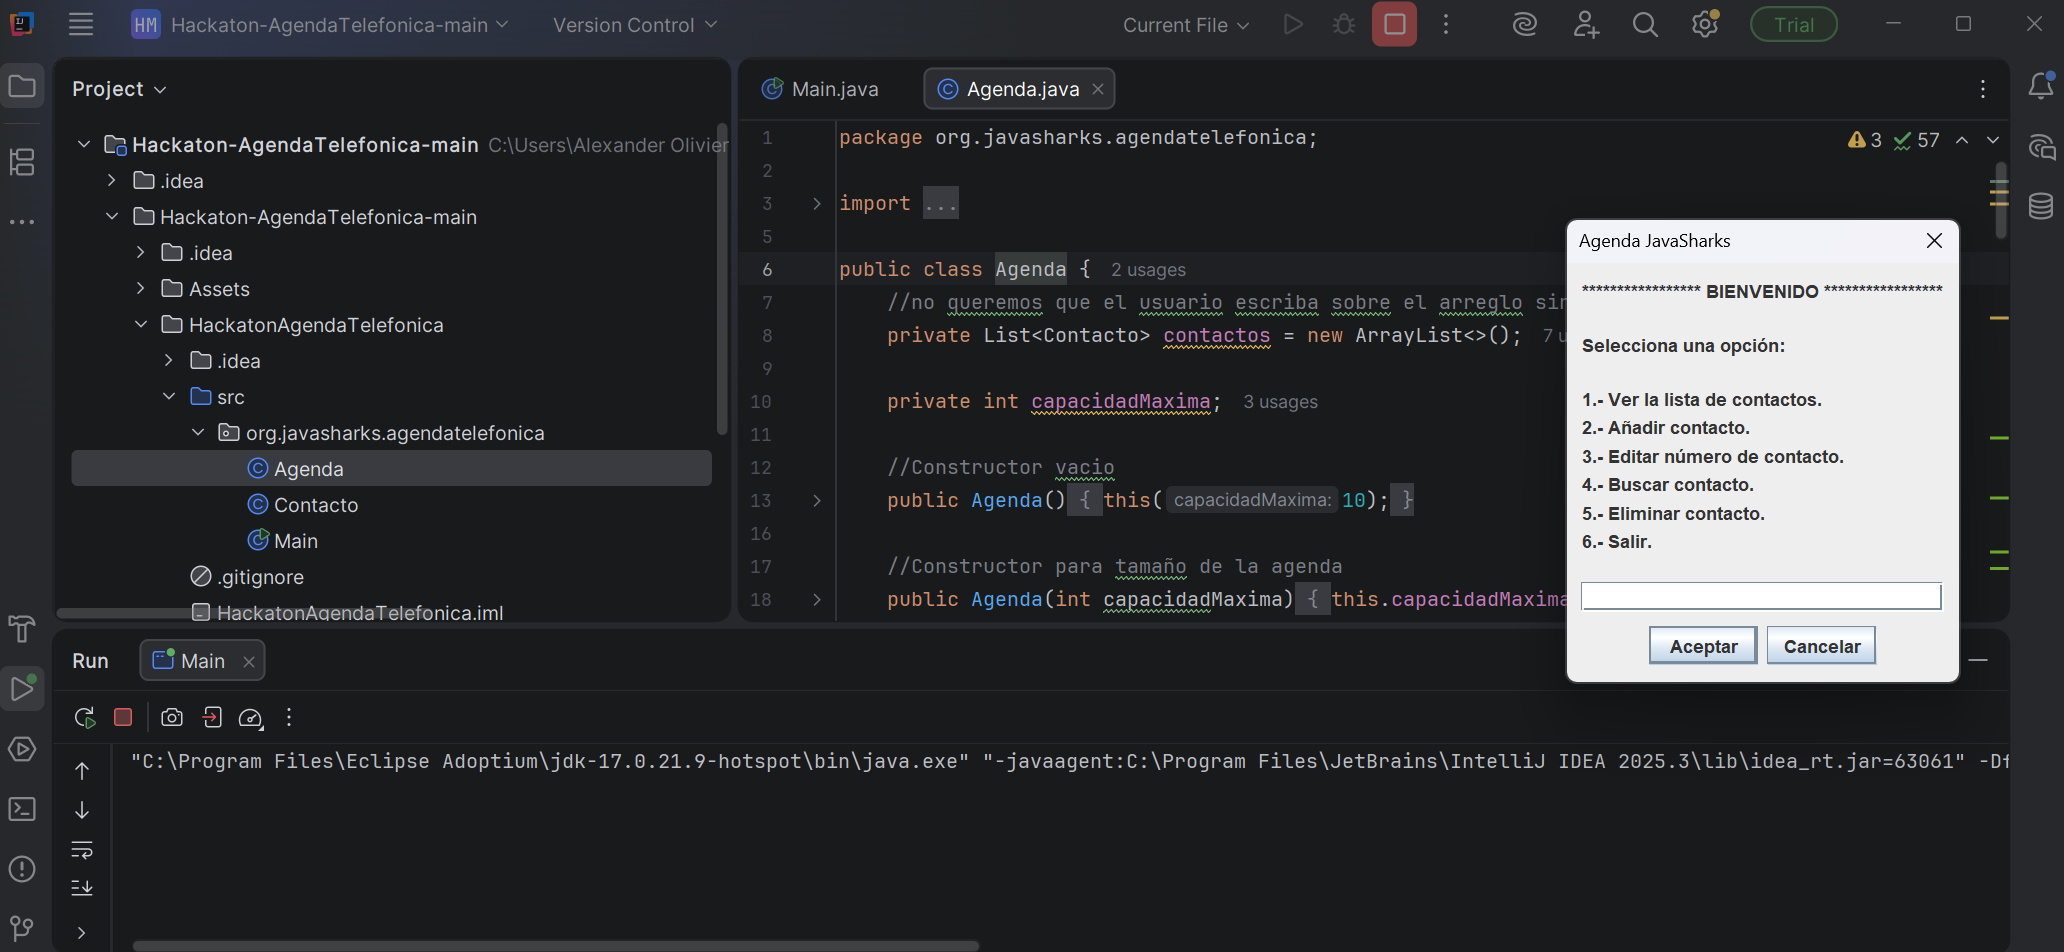 HM Hackaton-AgendaTelefonica-main Version Control Current File Trial
Project
Hackaton-AgendaTelefonica-main C:\Users\Alexander Olivier
.idea
Hackaton-AgendaTelefonica-main
.idea
Assets
HackatonAgendaTelefonica
.idea
src
org.javasharks.agendatelefonica
Agenda
Contacto
Main
.gitignore
HackatonAgendaTelefonica.iml
Main.java Agenda.java
3 57
1 package org.javasharks.agendatelefonica;
2
3 import ...
5
6 public class Agenda { 2 usages
7 //no queremos que el usuario escriba sobre el arreglo sin
8 private List<Contacto> contactos = new ArrayList<>(); 7 u
9
10 private int capacidadMaxima; 3 usages
11
12 //Constructor vacio
13 public Agenda() { this( capacidadMaxima: 10); }
16
17 //Constructor para tamaño de la agenda
18 public Agenda(int capacidadMaxima) { this.capacidadMaxima
Agenda JavaSharks
***************** BIENVENIDO *****************
Selecciona una opción:
1.- Ver la lista de contactos.
2.- Añadir contacto.
3.- Editar número de contacto.
4.- Buscar contacto.
5.- Eliminar contacto.
6.- Salir.
Aceptar Cancelar
Run Main
"C:\Program Files\Eclipse Adoptium\jdk-17.0.21.9-hotspot\bin\java.exe" "-javaagent:C:\Program Files\JetBrains\IntelliJ IDEA 2025.3\lib\idea_rt.jar=63061" -Df